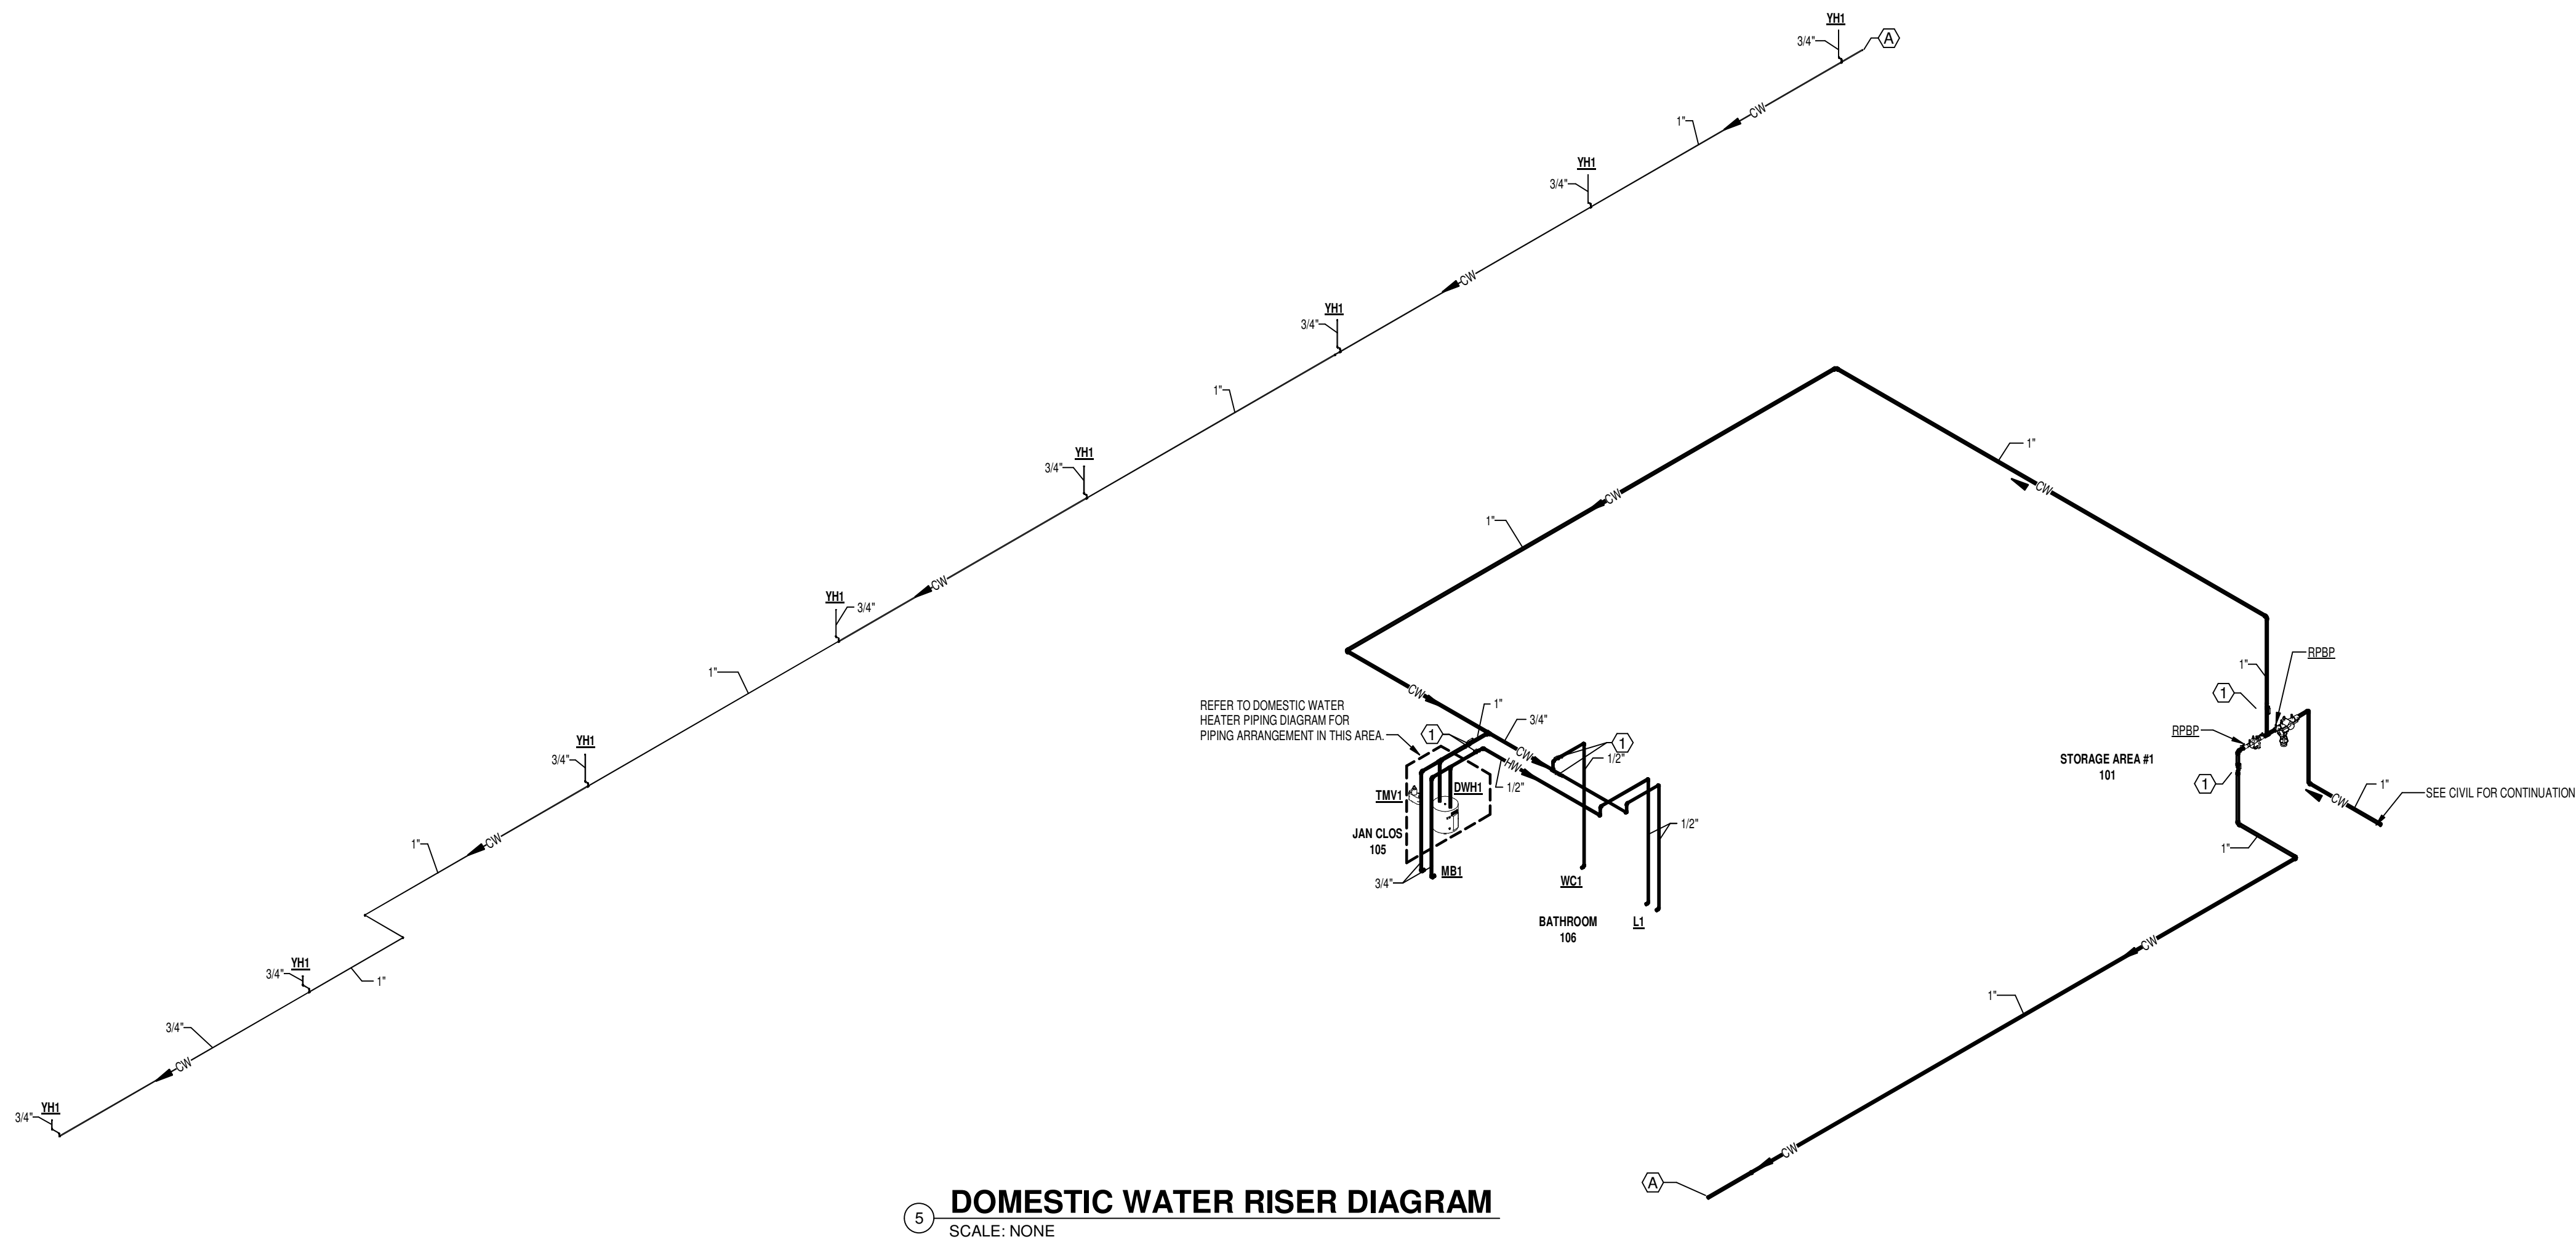 YH1
3/4"
A
CW
1"
YH1
3/4"
CW
YH1
3/4"
1"
YH1
3/4"
CW
YH1
3/4"
1"
YH1
3/4"
CW
1"
YH1
3/4"
1"
3/4"
CW
YH1
3/4"
1"
CW
CW
1"
CW
1"
3/4"
REFER TO DOMESTIC WATER
HEATER PIPING DIAGRAM FOR
PIPING ARRANGEMENT IN THIS AREA.
1
CW
HW
1
1/2"
1/2"
TMV1
DWH1
JAN CLOS
105
3/4"
MB1
WC1
1/2"
BATHROOM
106
L1
RPBP
1"
1
RPBP
STORAGE AREA #1
101
1
CW
1"
SEE CIVIL FOR CONTINUATION
1"
CW
1"
CW
A
5
DOMESTIC WATER RISER DIAGRAM
SCALE: NONE